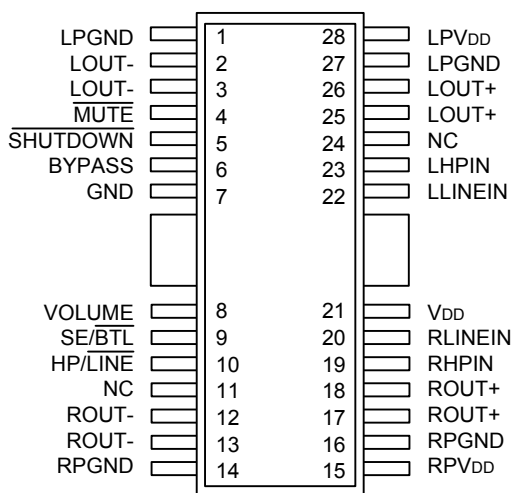 LPGND 1 28 LPVDD
LOUT- 2 27 LPGND
LOUT- 3 26 LOUT+
MUTE 4 25 LOUT+
SHUTDOWN 5 24 NC
BYPASS 6 23 LHPIN
GND 7 22 LLINEIN
VOLUME 8 21 VDD
SE/BTL 9 20 RLINEIN
HP/LINE 10 19 RHPIN
NC 11 18 ROUT+
ROUT- 12 17 ROUT+
ROUT- 13 16 RPGND
RPGND 14 15 RPVDD